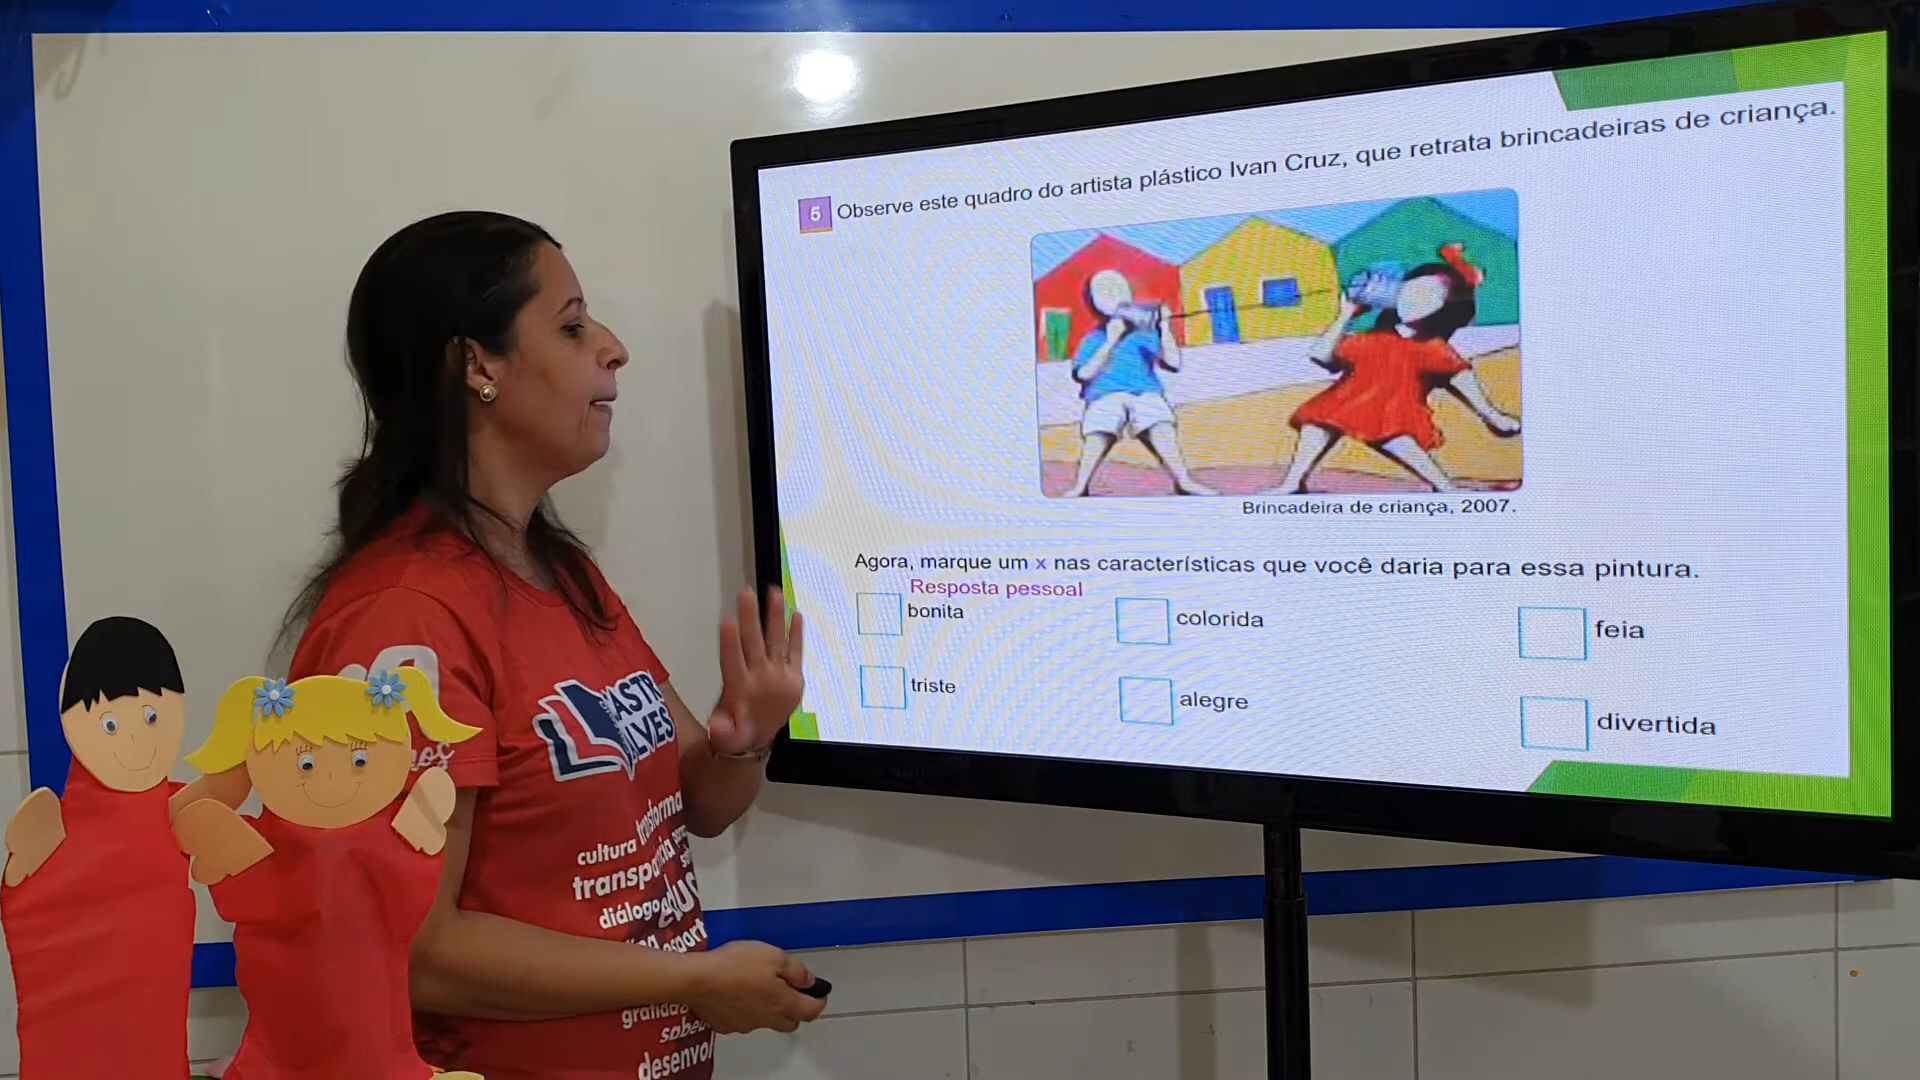 5 Observe este quadro do artista plástico Ivan Cruz, que retrata brincadeiras de criança.
Brincadeira de criança, 2007.
Agora, marque um x nas características que você daria para essa pintura.
Resposta pessoal
bonita
colorida
feia
triste
alegre
divertida
cultura
diálogo